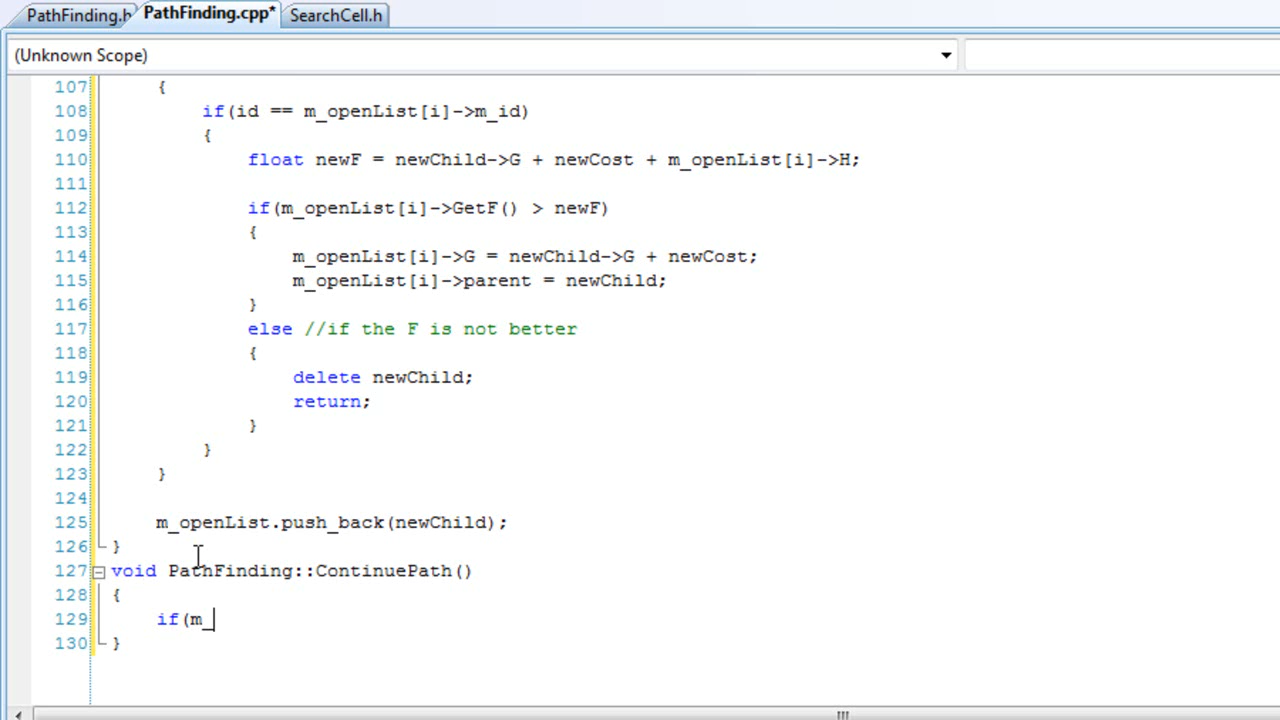 PathFinding.h PathFinding.cpp* SearchCell.h
(Unknown Scope)
107 {
108 if(id == m_openList[i]->m_id)
109 {
110 float newF = newChild->G + newCost + m_openList[i]->H;
111
112 if(m_openList[i]->GetF() > newF)
113 {
114 m_openList[i]->G = newChild->G + newCost;
115 m_openList[i]->parent = newChild;
116 }
117 else //if the F is not better
118 {
119 delete newChild;
120 return;
121 }
122 }
123 }
124
125 m_openList.push_back(newChild);
126 }
127 void PathFinding::ContinuePath()
128 {
129 if(m_
130 }